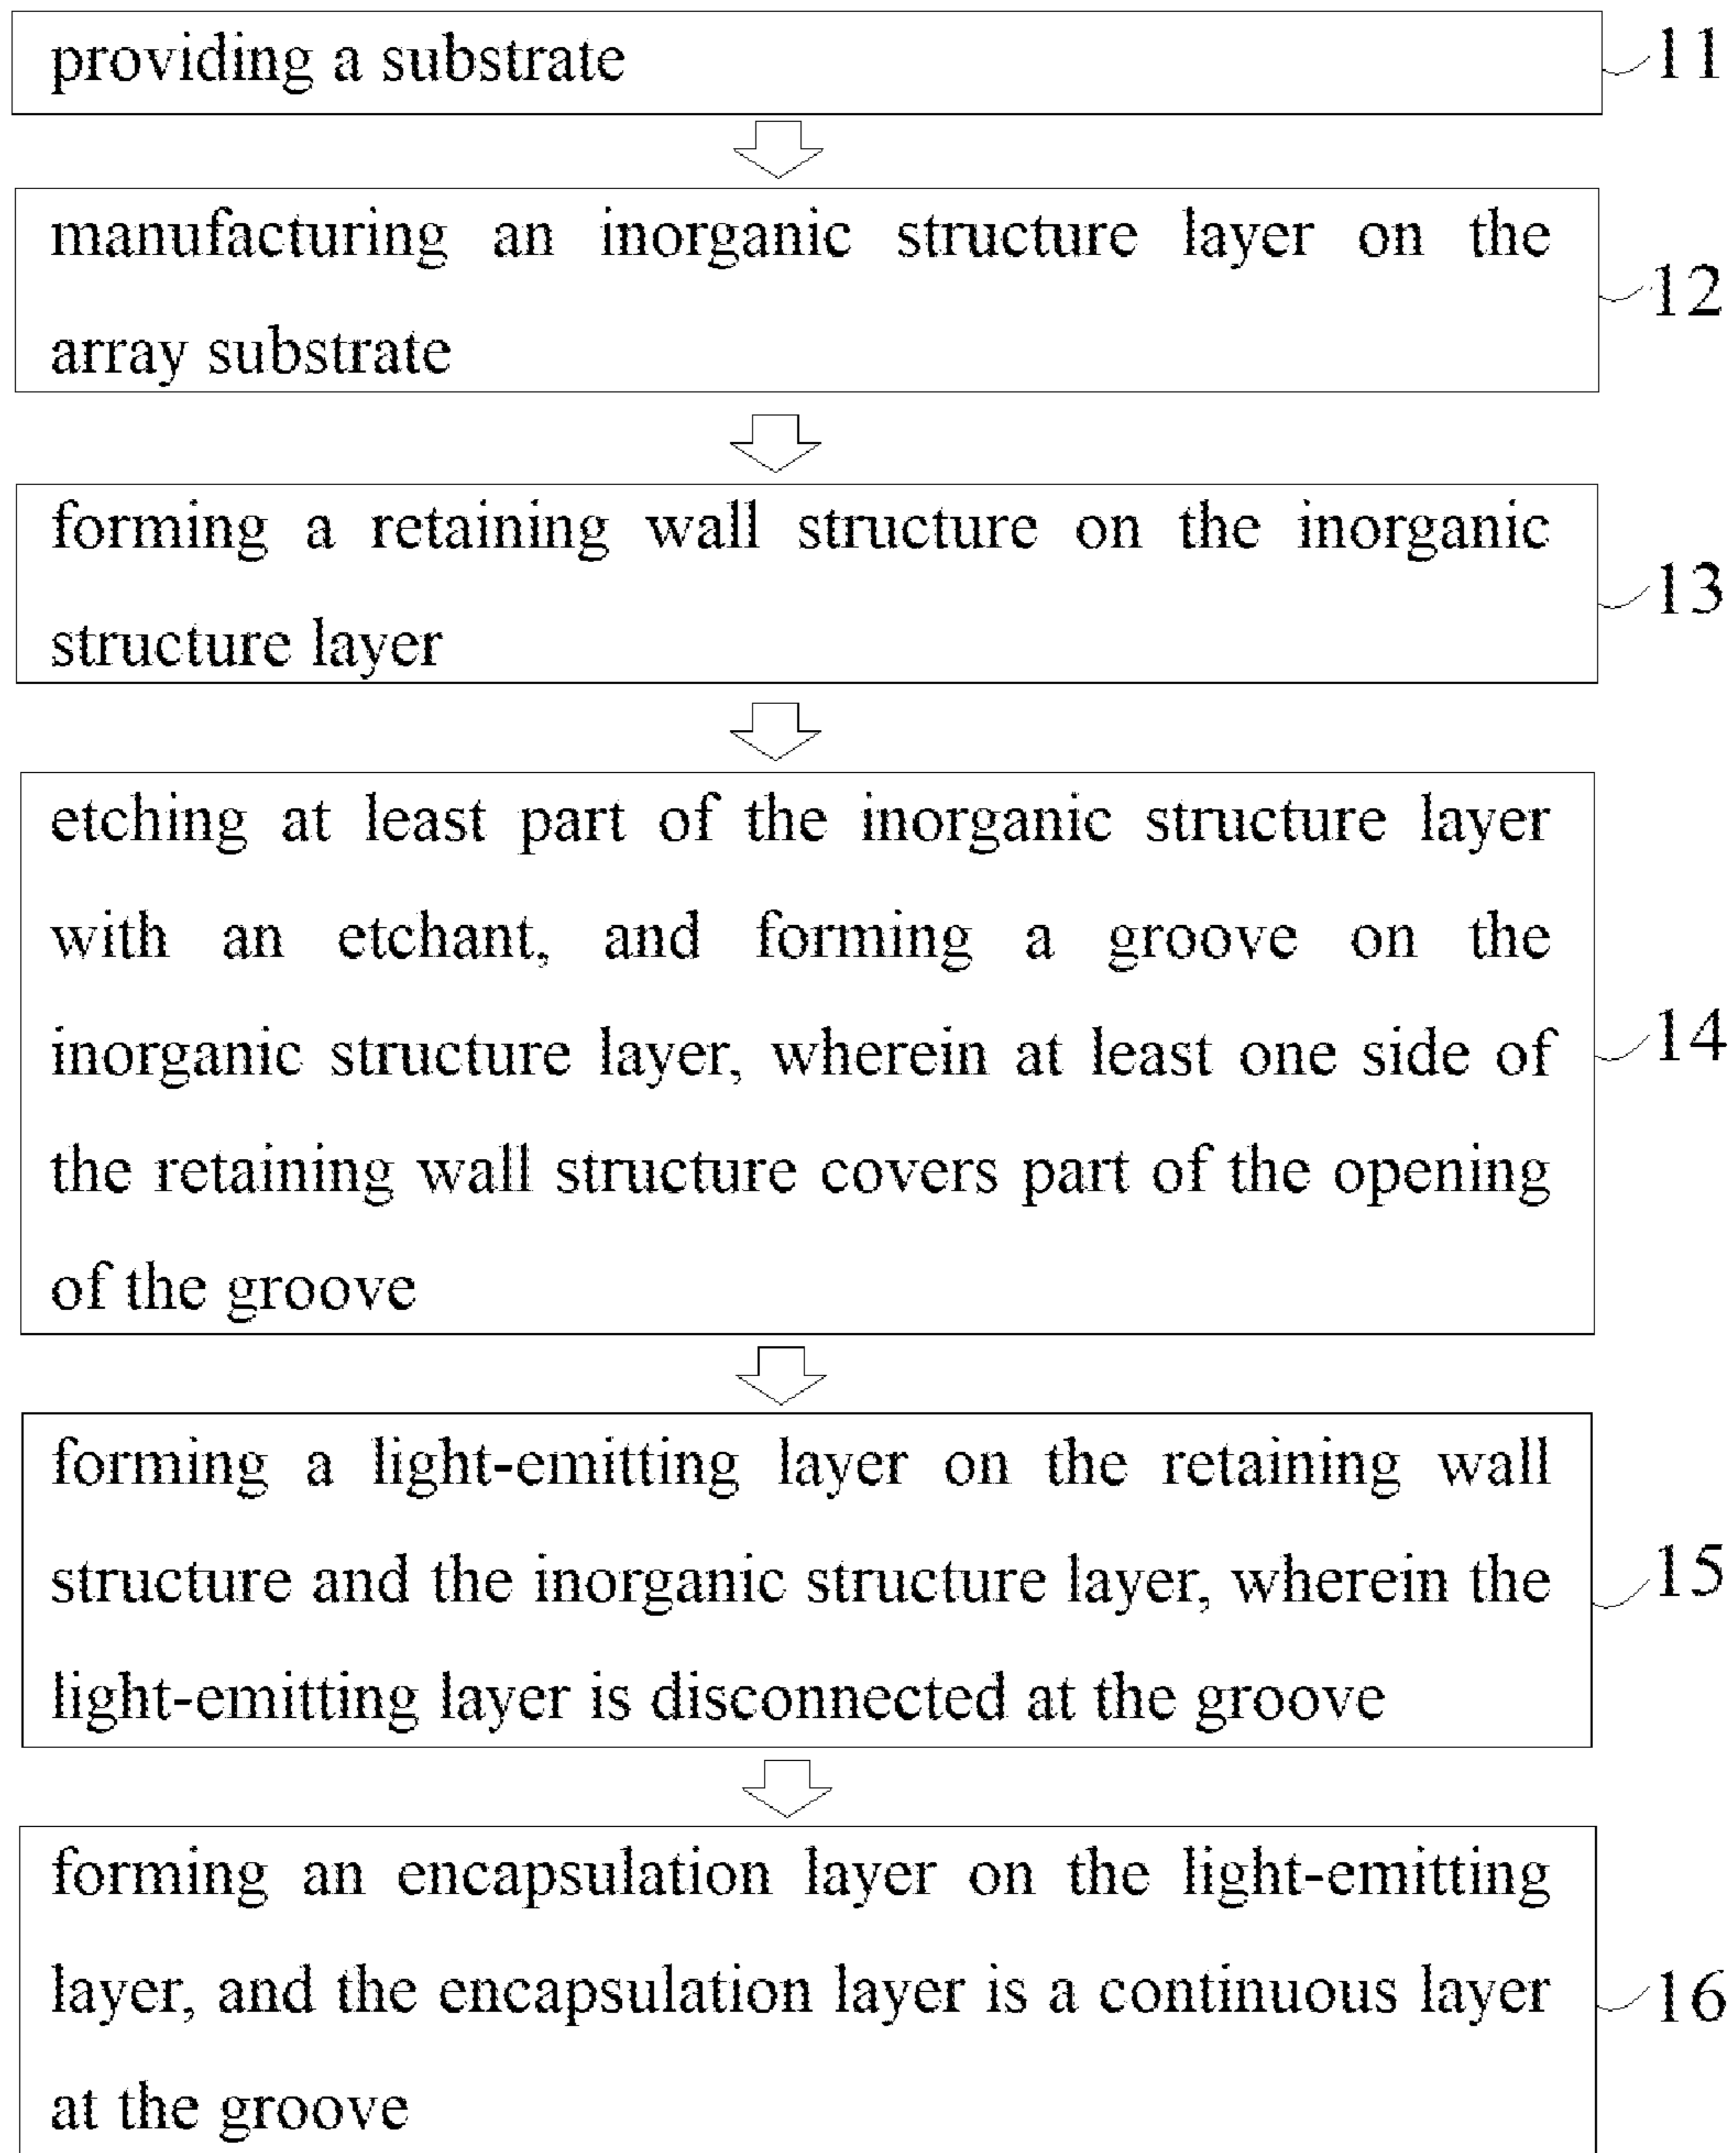 providing a substrate
11
manufacturing an inorganic structure layer on the
array substrate
12
forming a retaining wall structure on the inorganic
structure layer
13
etching at least part of the inorganic structure layer
with an etchant, and forming a groove on the
inorganic structure layer, wherein at least one side of
the retaining wall structure covers part of the opening
of the groove
14
forming a light-emitting layer on the retaining wall
structure and the inorganic structure layer, wherein the
light-emitting layer is disconnected at the groove
15
forming an encapsulation layer on the light-emitting
layer, and the encapsulation layer is a continuous layer
at the groove
16